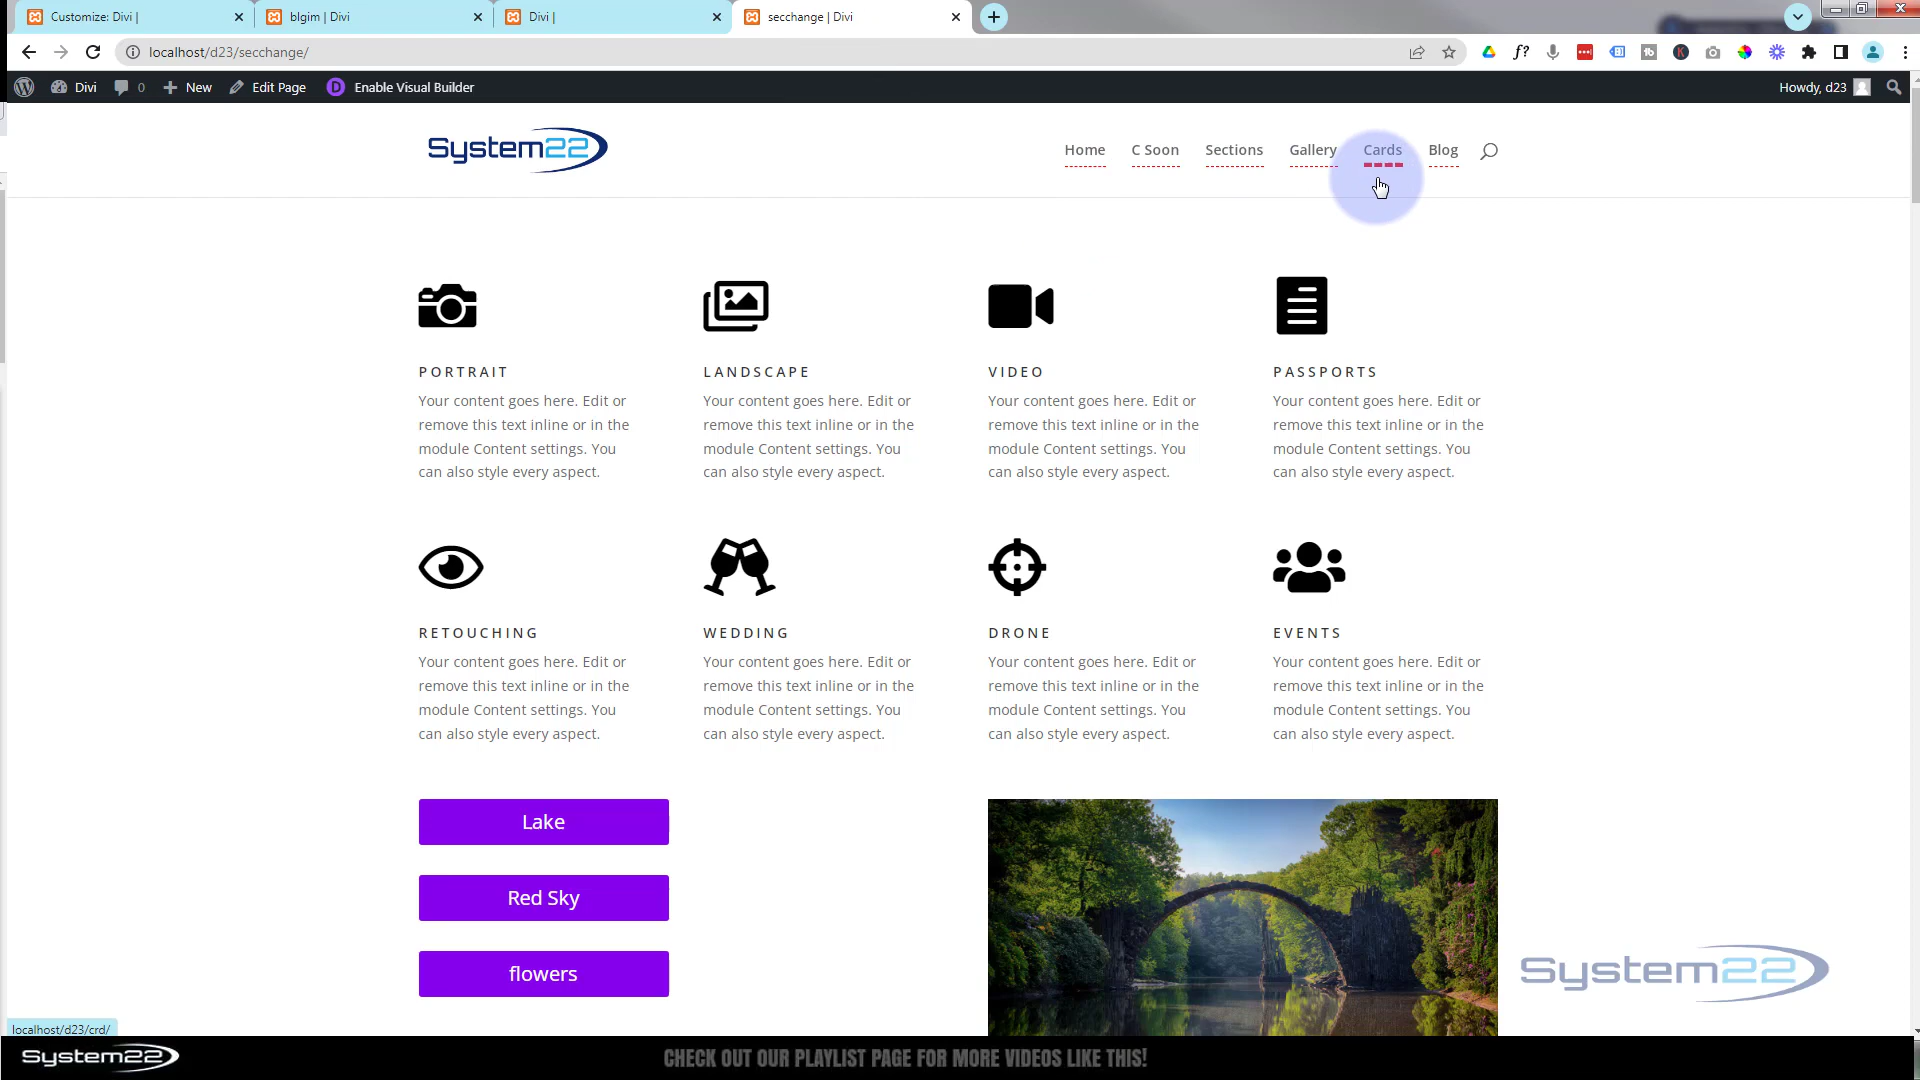 Customize: Divi |
blgim | Divi
Divi |
secchange | Divi
localhost/d23/secchange/
Divi
0
New
Edit Page
Enable Visual Builder
Howdy, d23
System22
Home
C Soon
Sections
Gallery
Cards
Blog
PORTRAIT
Your content goes here. Edit or
remove this text inline or in the
module Content settings. You
can also style every aspect.
LANDSCAPE
Your content goes here. Edit or
remove this text inline or in the
module Content settings. You
can also style every aspect.
VIDEO
Your content goes here. Edit or
remove this text inline or in the
module Content settings. You
can also style every aspect.
PASSPORTS
Your content goes here. Edit or
remove this text inline or in the
module Content settings. You
can also style every aspect.
RETOUCHING
Your content goes here. Edit or
remove this text inline or in the
module Content settings. You
can also style every aspect.
WEDDING
Your content goes here. Edit or
remove this text inline or in the
module Content settings. You
can also style every aspect.
DRONE
Your content goes here. Edit or
remove this text inline or in the
module Content settings. You
can also style every aspect.
EVENTS
Your content goes here. Edit or
remove this text inline or in the
module Content settings. You
can also style every aspect.
Lake
Red Sky
flowers
System22
localhost/d23/crd/
System22
CHECK OUT OUR PLAYLIST PAGE FOR MORE VIDEOS LIKE THIS!